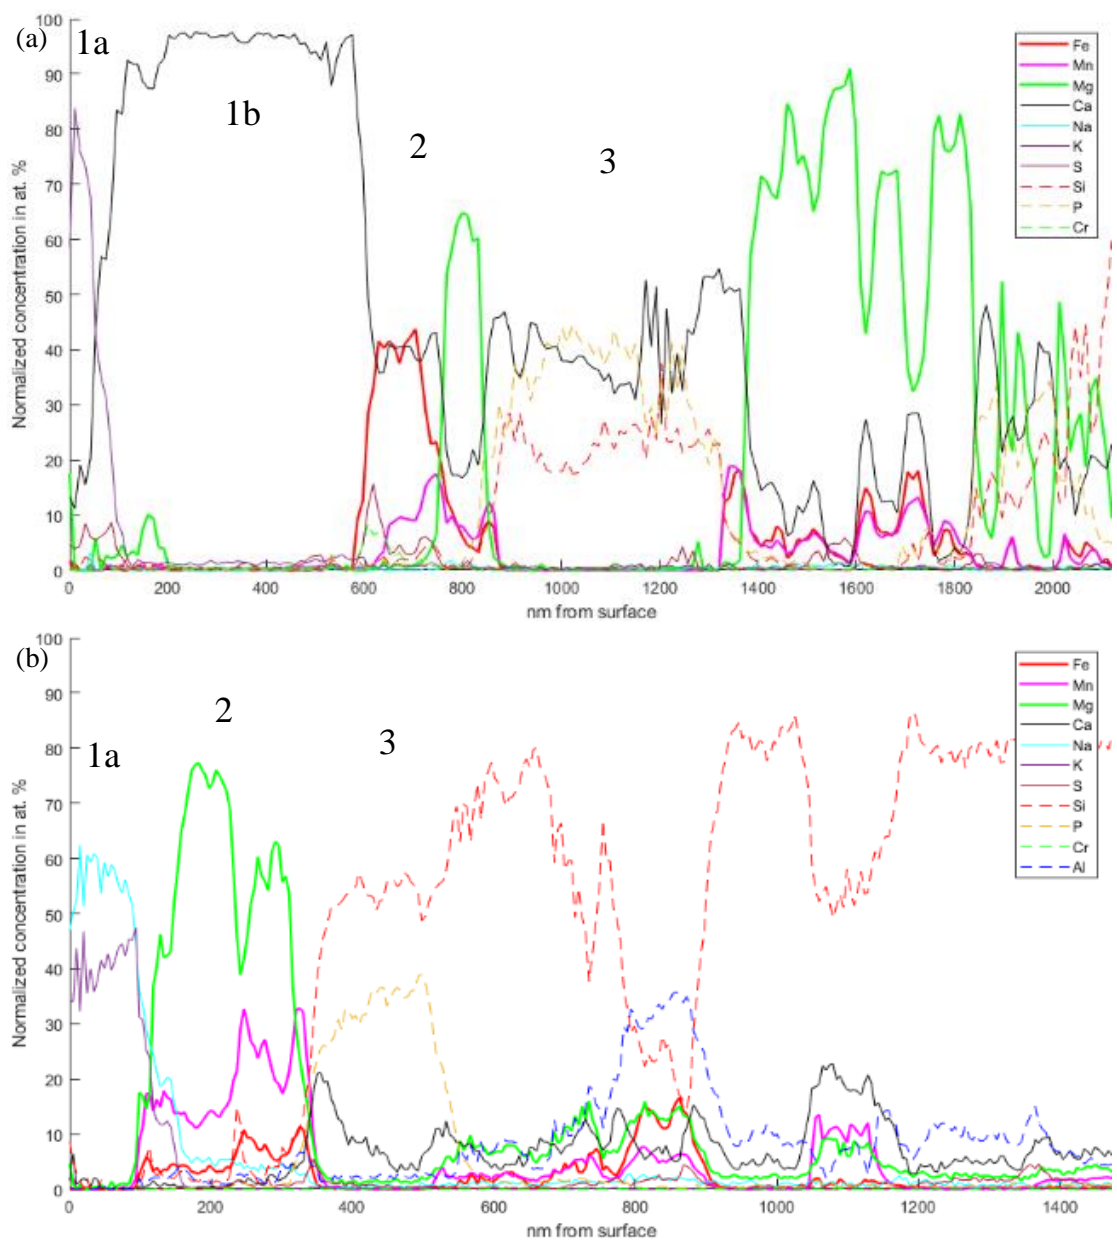 (a)
1a
1b
2
3
Normalized concentration in at. %
100
90
80
70
60
50
40
30
20
10
0
0 200 400 600 800 1000 1200 1400 1600 1800 2000
nm from surface
Fe
Mn
Mg
Ca
Na
K
S
Si
P
Cr
(b)
1a
2
3
Normalized concentration in at. %
100
90
80
70
60
50
40
30
20
10
0
0 200 400 600 800 1000 1200 1400
nm from surface
Fe
Mn
Mg
Ca
Na
K
S
Si
P
Cr
Al